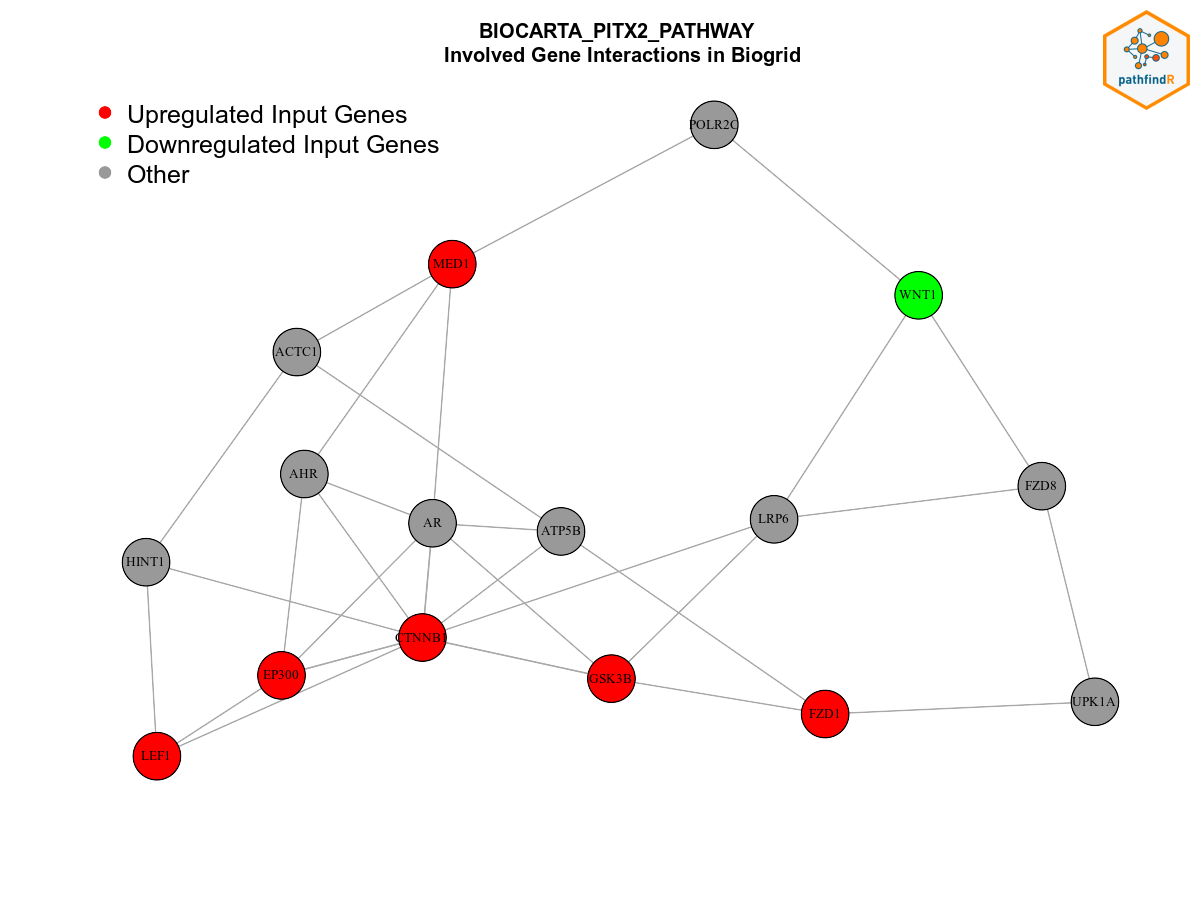 BIOCARTA_PITX2_PATHWAY
Involved Gene Interactions in Biogrid
pathfindR
Upregulated Input Genes
Downregulated Input Genes
Other
POLR2C
MED1
WNT1
ACTC1
AHR
FZD8
AR
LRP6
ATP5B
HINT1
CTNNB1
EP300
GSK3B
UPK1A
FZD1
LEF1